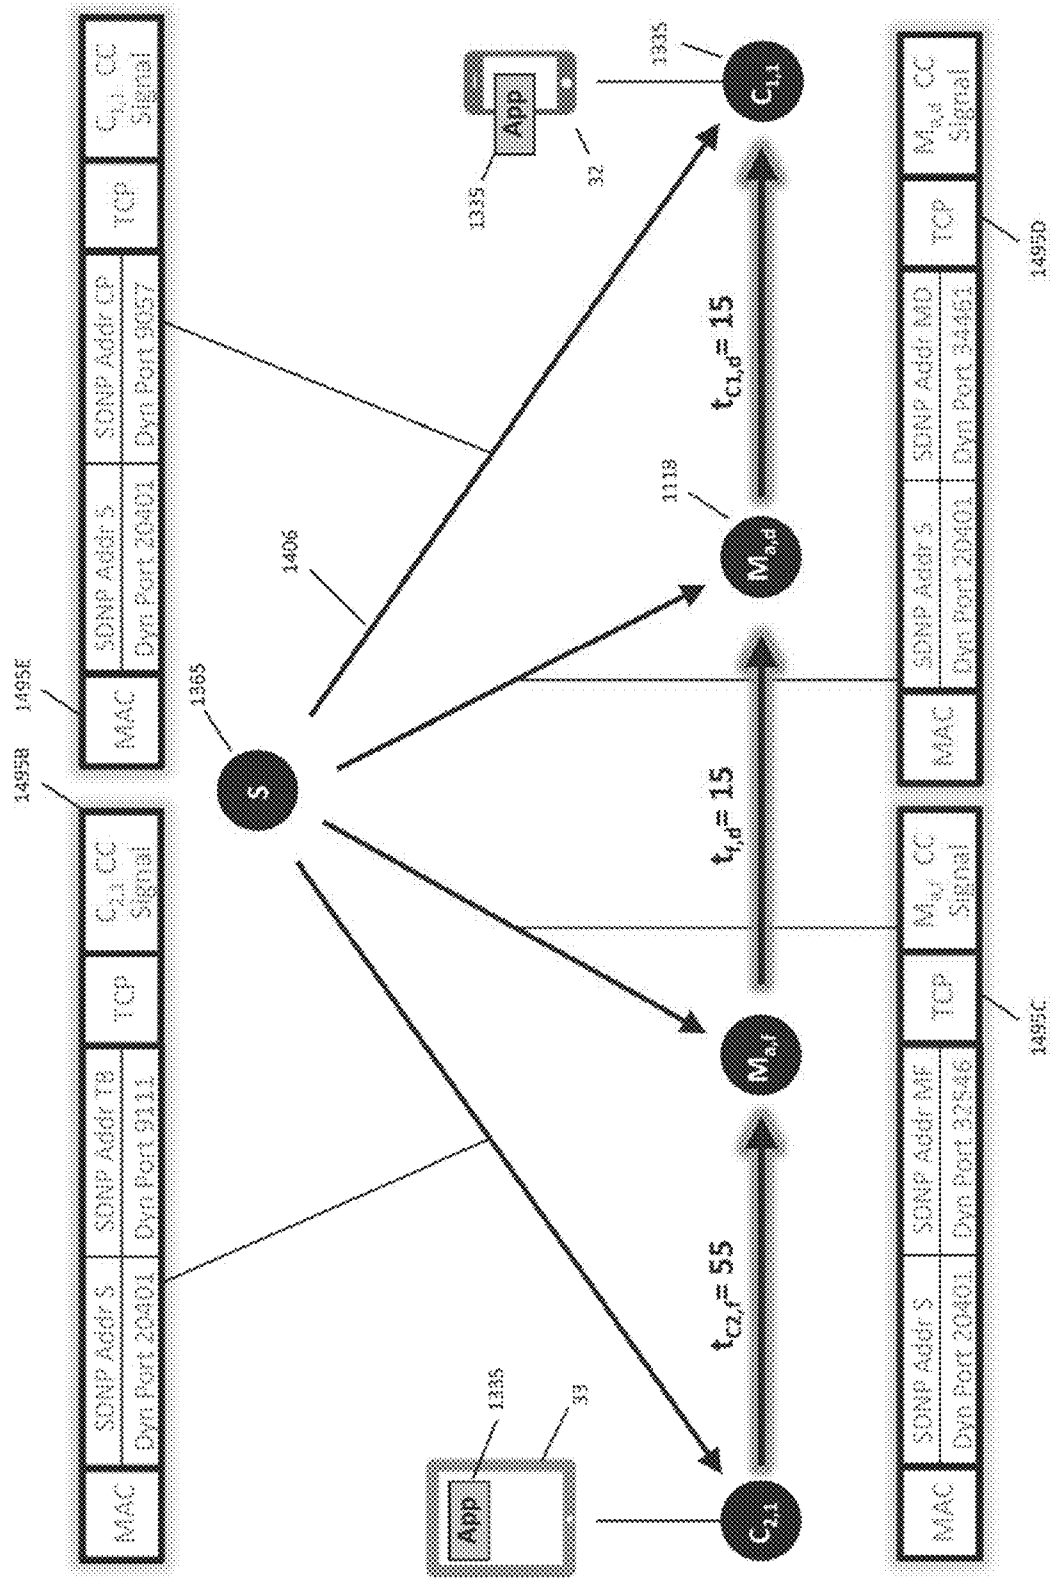 1495B
1495E
MAC
SDNP Addr S
SDNP Addr TB
Dyn Port 20401
Dyn Port 9111
TCP
C2,1 CC
Signal
MAC
SDNP Addr S
SDNP Addr CP
Dyn Port 20401
Dyn Port 9057
TCP
C1,1 CC
Signal
1365
S
1406
App
1335
33
App
1335
32
1335
1118
tC2,f= 55
tf,d= 15
tC1,d= 15
C2,1
Ma,f
Ma,d
C1,1
MAC
SDNP Addr S
SDNP Addr MF
Dyn Port 20401
Dyn Port 32546
TCP
Ma,f CC
Signal
MAC
SDNP Addr S
SDNP Addr MD
Dyn Port 20401
Dyn Port 34461
TCP
Ma,d CC
Signal
1495C
1495D